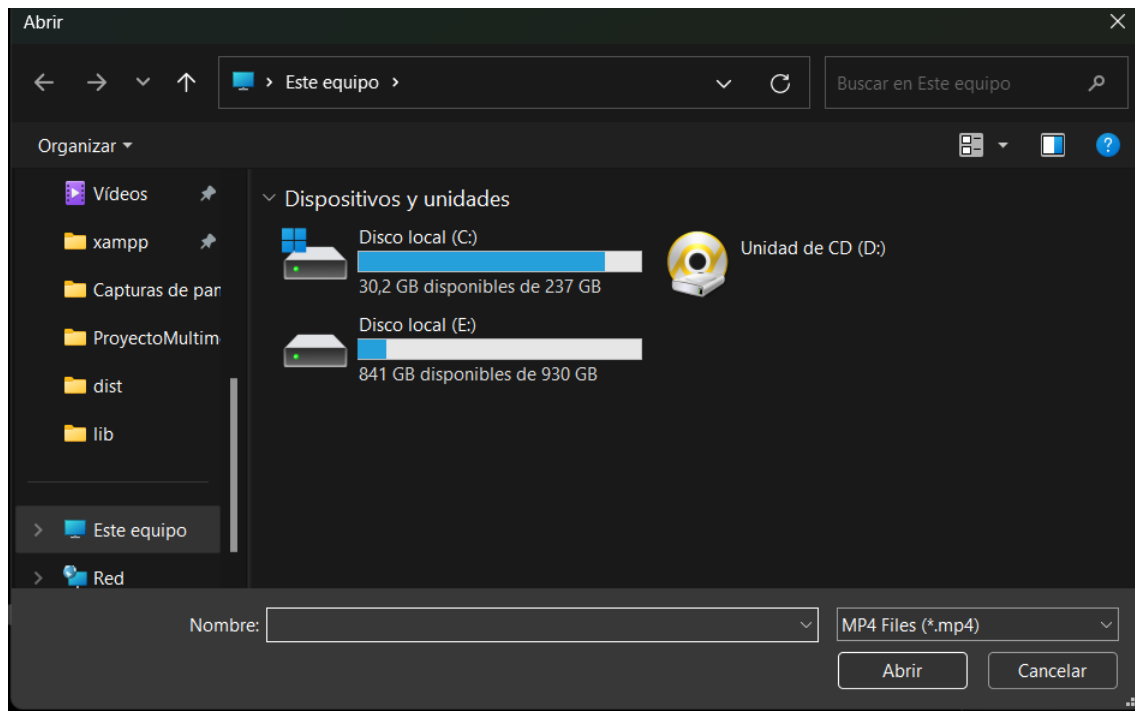 Abrir
Este equipo
Buscar en Este equipo
Organizar
Vídeos
xampp
Capturas de pan
ProyectoMultim
dist
lib
Este equipo
Red
Dispositivos y unidades
Disco local (C:)
30,2 GB disponibles de 237 GB
Unidad de CD (D:)
Disco local (E:)
841 GB disponibles de 930 GB
Nombre:
MP4 Files (*.mp4)
Abrir
Cancelar